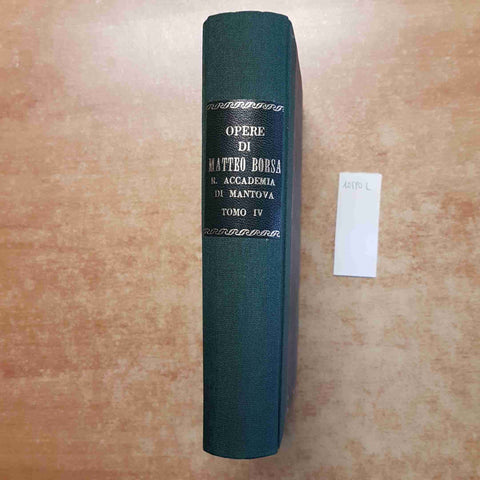 OPERE
DI
MATTEO BORSA
R. ACCADEMIA
DI MANTOVA
TOMO IV